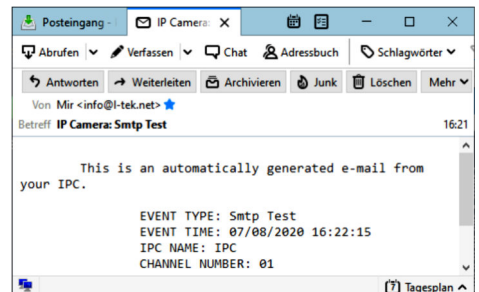 Posteingang -
IP Camera:
Abrufen Verfassen Chat Adressbuch Schlagwörter
Antworten Weiterleiten Archivieren Junk Löschen Mehr
Von Mir <info@l-tek.net>
Betreff IP Camera: Smtp Test 16:21
This is an automatically generated e-mail from
your IPC.
EVENT TYPE: Smtp Test
EVENT TIME: 07/08/2020 16:22:15
IPC NAME: IPC
CHANNEL NUMBER: 01
Tagesplan